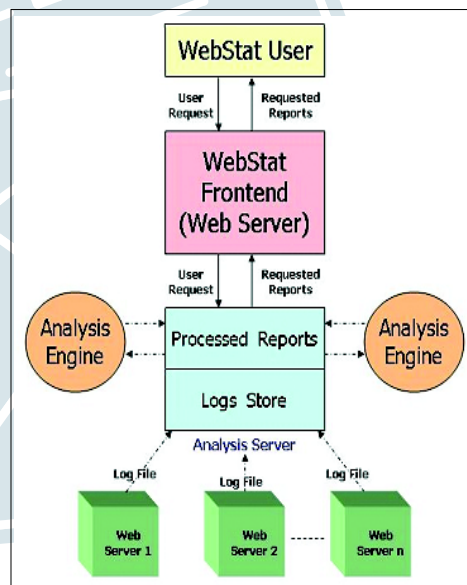 WebStat User
User
Request
Requested
Reports
WebStat
Frontend
(Web Server)
User
Request
Requested
Reports
Analysis
Engine
Processed Reports
Analysis
Engine
Logs Store
Analysis Server
Log File
Log File
Log File
Web
Server 1
Web
Server 2
Web
Server n